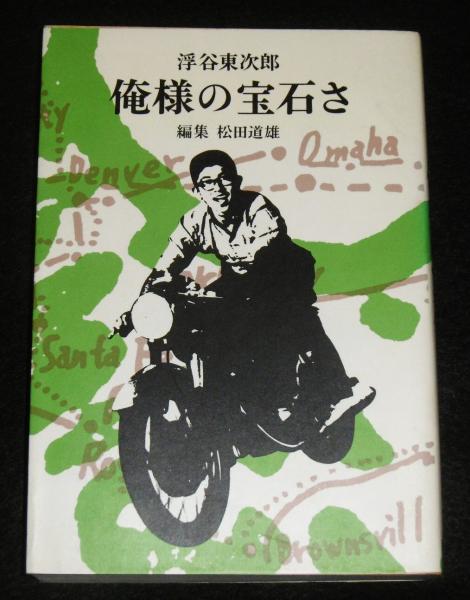 浮谷東次郎
俺様の宝石さ
編集 松田道雄
Omaha
Denver
Santa F
Brownsvill